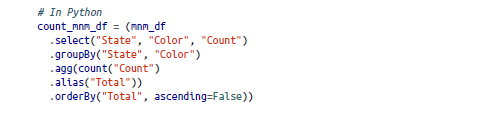 # In Python
count_mnm_df = (mnm_df
.select("State", "Color", "Count")
.groupBy("State", "Color")
.agg(count("Count")
.alias("Total"))
.orderBy("Total", ascending=False))